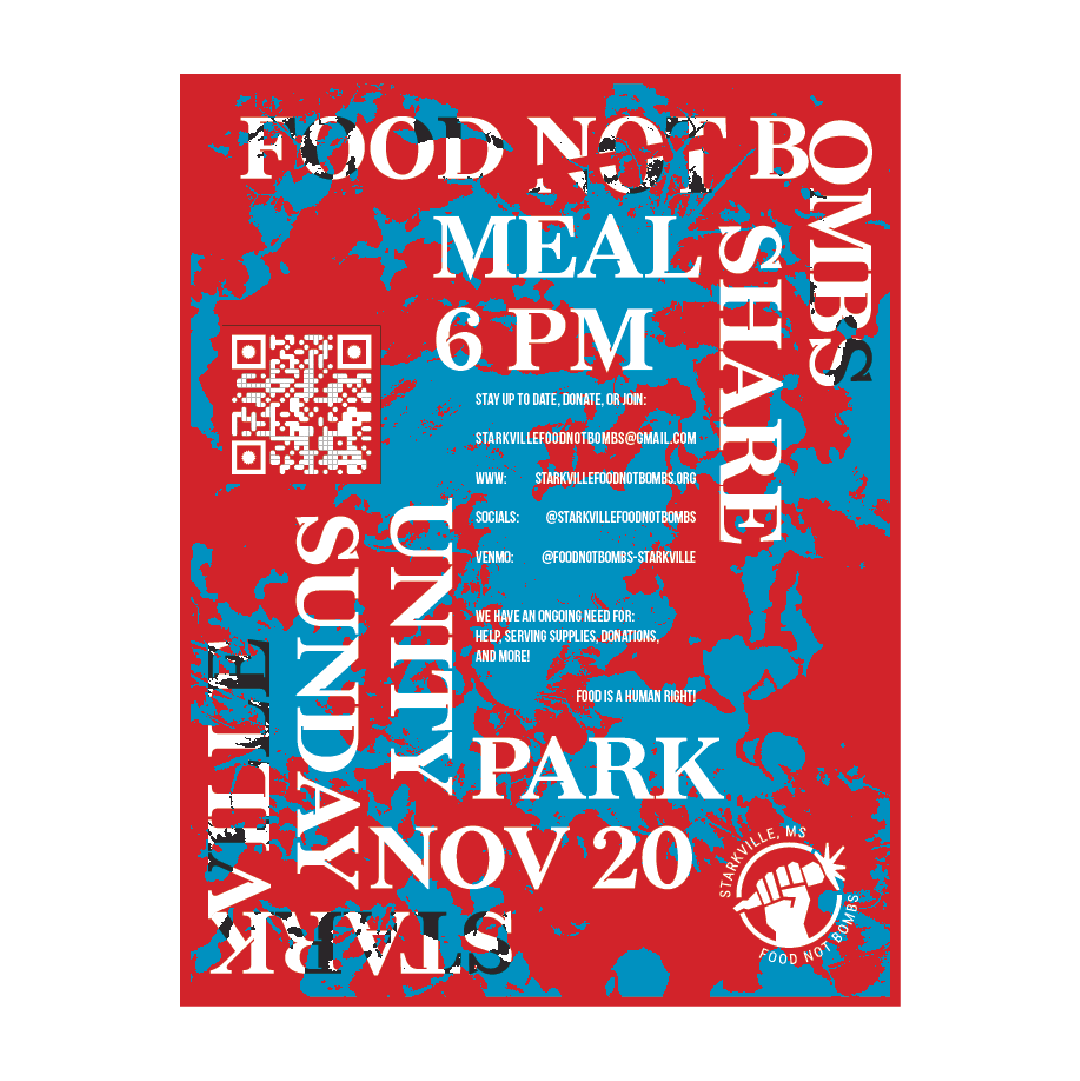 FOOD NOT BOMBS
MEAL SHARE
6 PM
STAY UP TO DATE, DONATE, OR JOIN:
STARKVILLEFOODNOTBOMBS@GMAIL.COM
WWW: STARKVILLEFOODNOTBOMBS.ORG
SOCIALS: @STARKVILLEFOODNOTBOMBS
VENMO: @FOODNOTBOMBS-STARKVILLE
WE HAVE AN ONGOING NEED FOR:
HELP, SERVING SUPPLIES, DONATIONS,
AND MORE!
FOOD IS A HUMAN RIGHT!
UNITY PARK
SUNDAY NOV 20
STARKVILLE
STARKVILLE, MS
FOOD NOT BOMBS